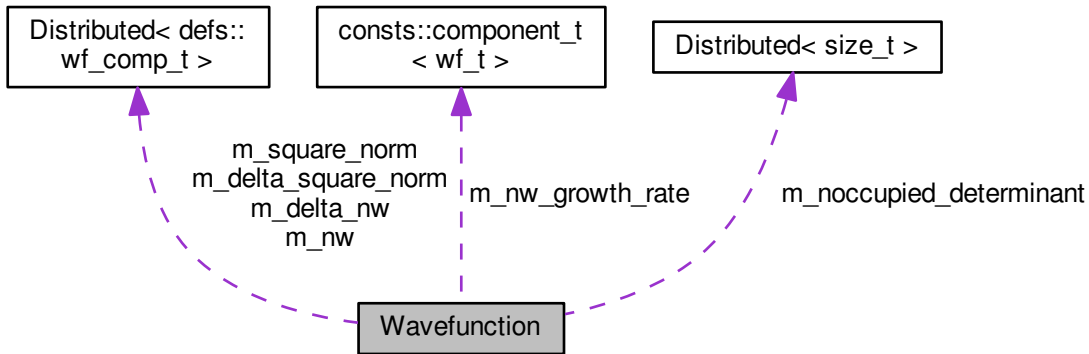 Distributed< defs::
wf_comp_t >
consts::component_t
< wf_t >
Distributed< size_t >
m_square_norm
m_delta_square_norm
m_delta_nw
m_nw
m_nw_growth_rate
m_noccupied_determinant
Wavefunction